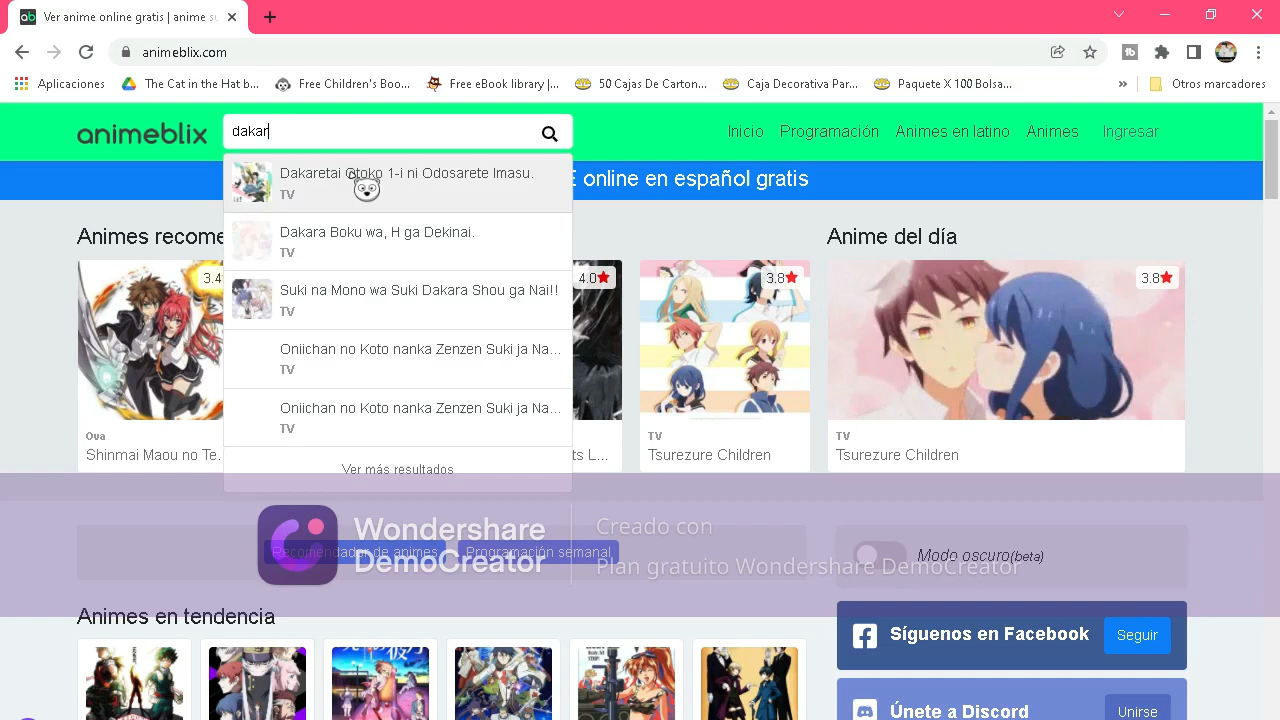 Ver anime online gratis | anime su
animeblix.com
Aplicaciones
The Cat in the Hat b...
Free Children's Boo...
Free eBook library |...
50 Cajas De Carton...
Caja Decorativa Par...
Paquete X 100 Bolsa...
»
Otros marcadores
animeblix
dakar
Inicio
Programación
Animes en latino
Animes
Ingresar
E online en español gratis
Dakaretai Otoko 1-i ni Odosarete Imasu.
TV
Dakara Boku wa, H ga Dekinai.
TV
Suki na Mono wa Suki Dakara Shou ga Nai!!
TV
Oniichan no Koto nanka Zenzen Suki ja Na...
TV
Oniichan no Koto nanka Zenzen Suki ja Na...
TV
Ver más resultados
Animes recome
Anime del día
3.4
4.0
3.8
3.8
Ova
Shinmai Maou no Te.
ts L...
TV
Tsurezure Children
TV
Tsurezure Children
Wondershare
DemoCreator
Creado con
Plan gratuito Wondershare DemoCreator
Recomendador de animes
Programación semanal
Modo oscuro(beta)
Animes en tendencia
Síguenos en Facebook
Seguir
Únete a Discord
Unirse